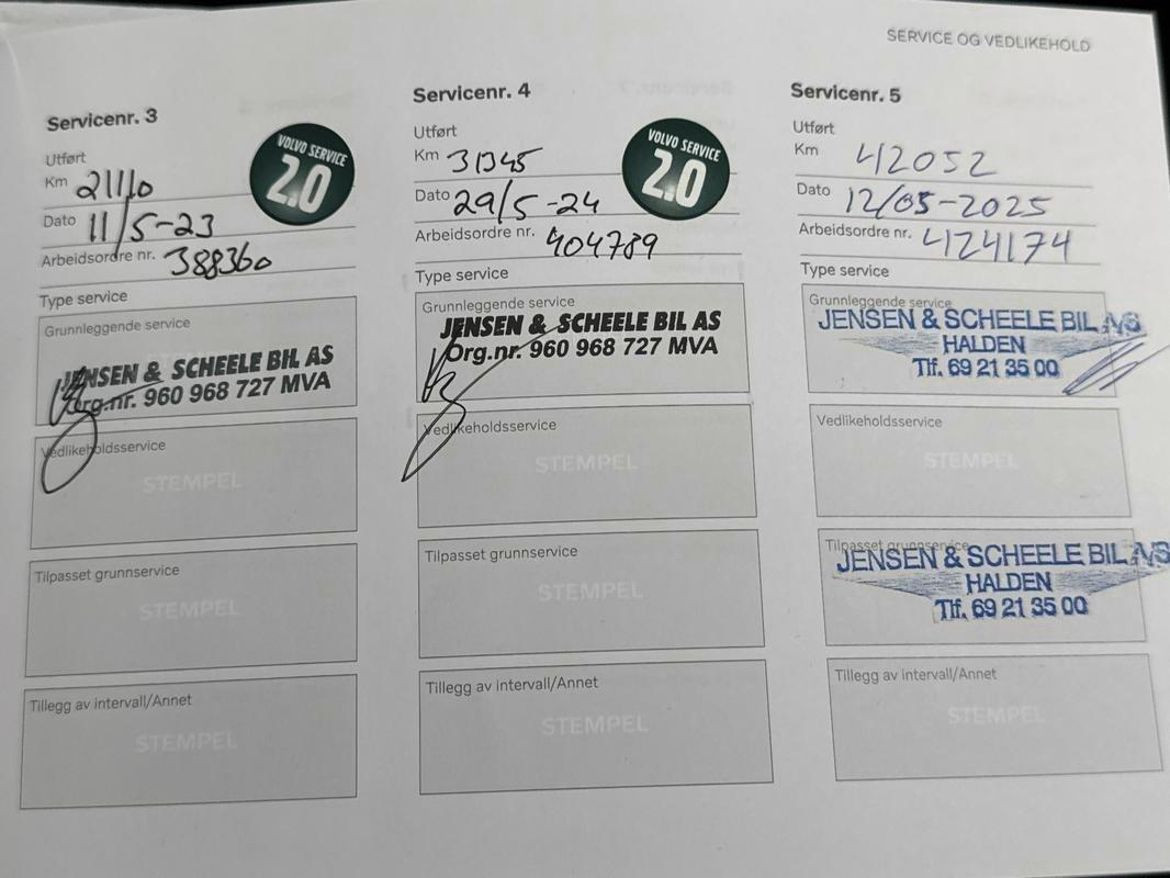 SERVICE OG VEDLIKEHOLD
Servicenr. 3
Utført
Km 21110
Dato 11/5-23
Arbeidsordre nr. 388360
VOLVO SERVICE
2.0
Type service
Grunnleggende service
JENSEN & SCHEELE BIL AS
Org.nr. 960 968 727 MVA
Vedlikeholdsservice
STEMPEL
Tilpasset grunnservice
STEMPEL
Tillegg av intervall/Annet
STEMPEL
Servicenr. 4
Utført
Km 31345
Dato 29/5-24
Arbeidsordre nr. 404789
VOLVO SERVICE
2.0
Type service
Grunnleggende service
JENSEN & SCHEELE BIL AS
Org.nr. 960 968 727 MVA
Vedlikeholdsservice
STEMPEL
Tilpasset grunnservice
STEMPEL
Tillegg av intervall/Annet
STEMPEL
Servicenr. 5
Utført
Km 42052
Dato 12/05-2025
Arbeidsordre nr. 4124174
Type service
Grunnleggende service
JENSEN & SCHEELE BIL A/S
HALDEN
Tlf. 69 21 35 00
Vedlikeholdsservice
STEMPEL
Tilpasset grunnservice
JENSEN & SCHEELE BIL A/S
HALDEN
Tlf. 69 21 35 00
Tillegg av intervall/Annet
STEMPEL